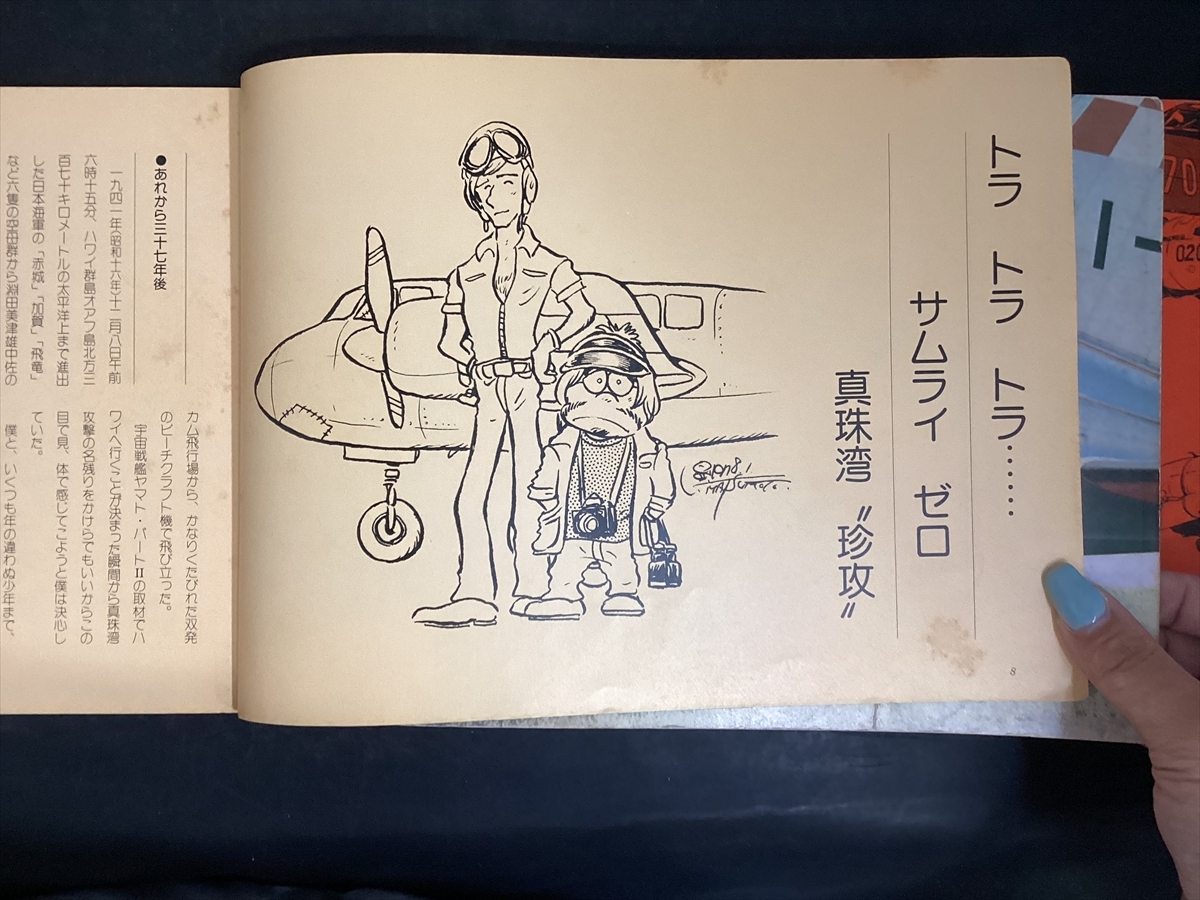 トラ トラ トラ……
サムライ ゼロ
真珠湾 〝珍攻〟
8
1978.1
●あれから三十七年後
一九四一年(昭和十六年)十二月八日午前
六時十五分、ハワイ群島オアフ島北方三
百七十キロメートルの太平洋上まで進出
した日本海軍の「赤城」「加賀」「飛竜」
など六隻の空母群から淵田美津雄中佐の
カム飛行場から、かなりくたびれた双発
のビーチクラフト機で飛び立った。
宇宙戦艦ヤマト・パートⅡの取材でハ
ワイへ行くことが決まった瞬間から真珠湾
攻撃の名残りをかけらでもいいからこの
目で見、体で感じてこようと僕は決心し
ていた。
僕と、いくつも年の違わぬ少年まで、
70
020